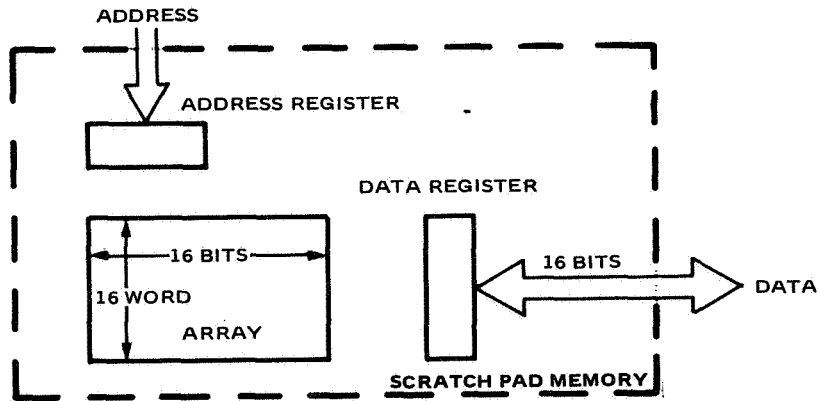 ADDRESS
ADDRESS REGISTER
DATA REGISTER
16 BITS
16 BITS
16 WORD
DATA
ARRAY
SCRATCH PAD MEMORY